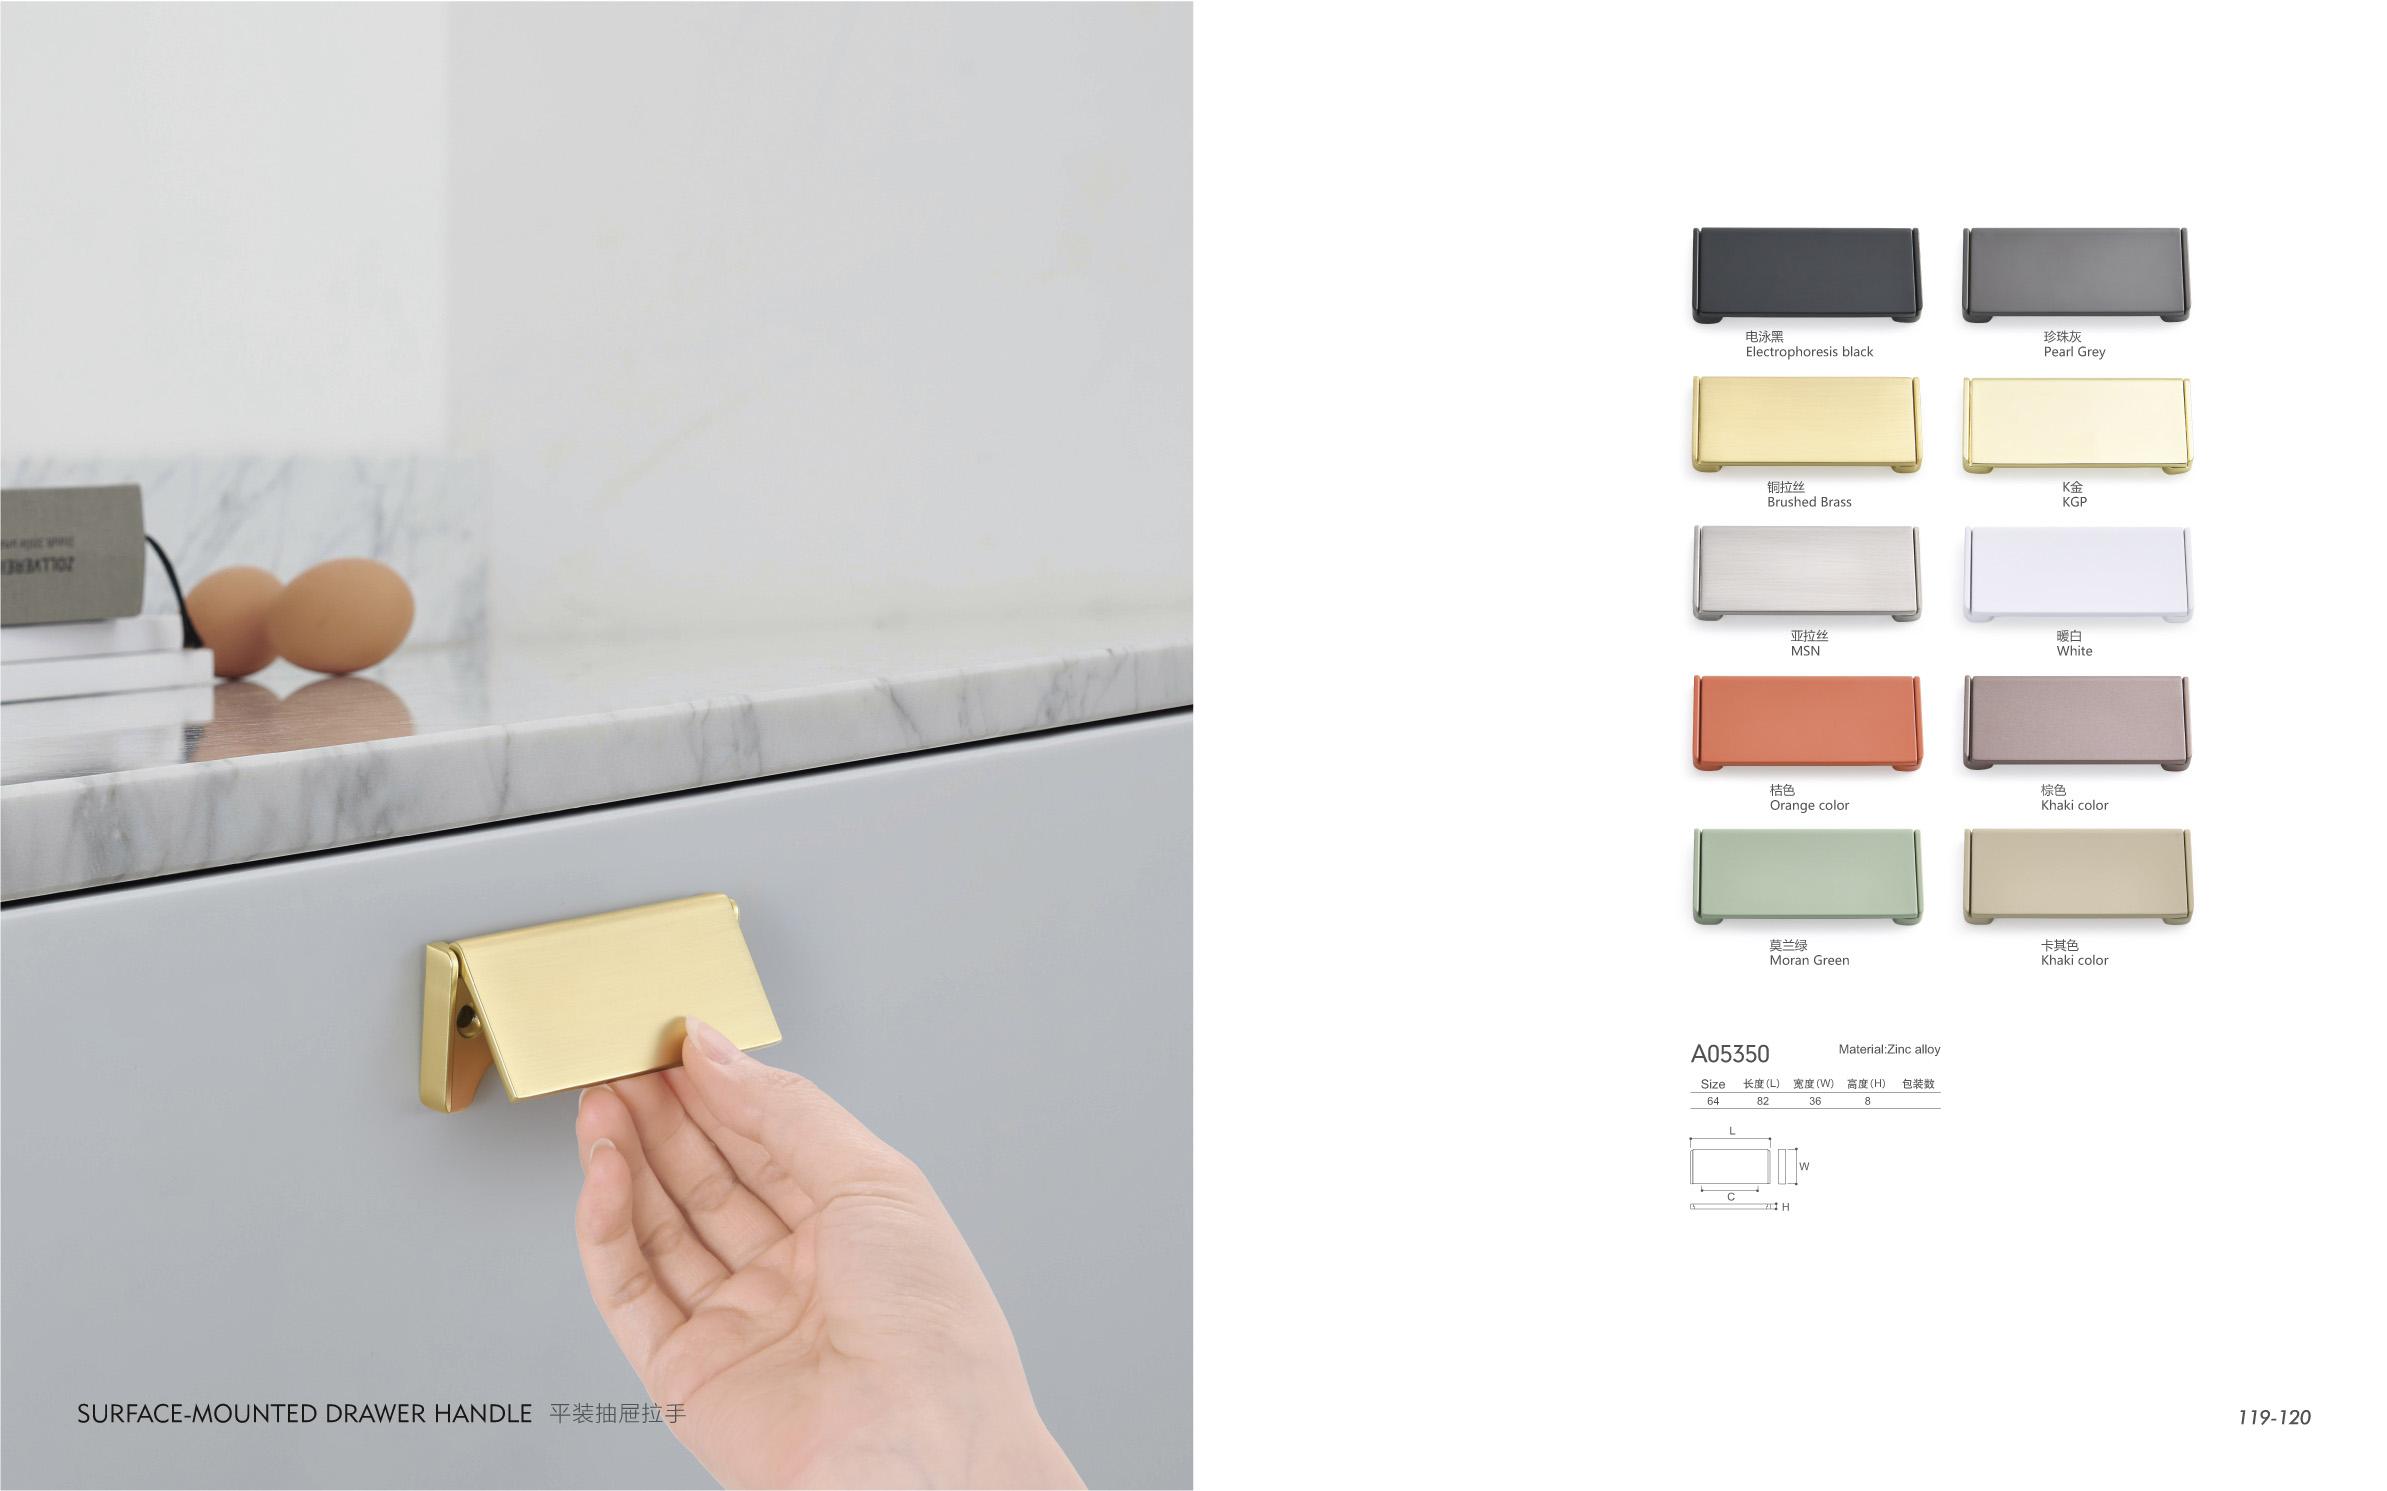 ZOLLVEREI
SURFACE-MOUNTED DRAWER HANDLE 平装抽屉拉手
电泳黑
Electrophoresis black
珍珠灰
Pearl Grey
铜拉丝
Brushed Brass
K金
KGP
亚拉丝
MSN
暖白
White
桔色
Orange color
棕色
Khaki color
莫兰绿
Moran Green
卡其色
Khaki color
A05350 Material:Zinc alloy
Size 长度(L) 宽度(W) 高度(H) 包装数
64 82 36 8
L
W
C
H
119-120